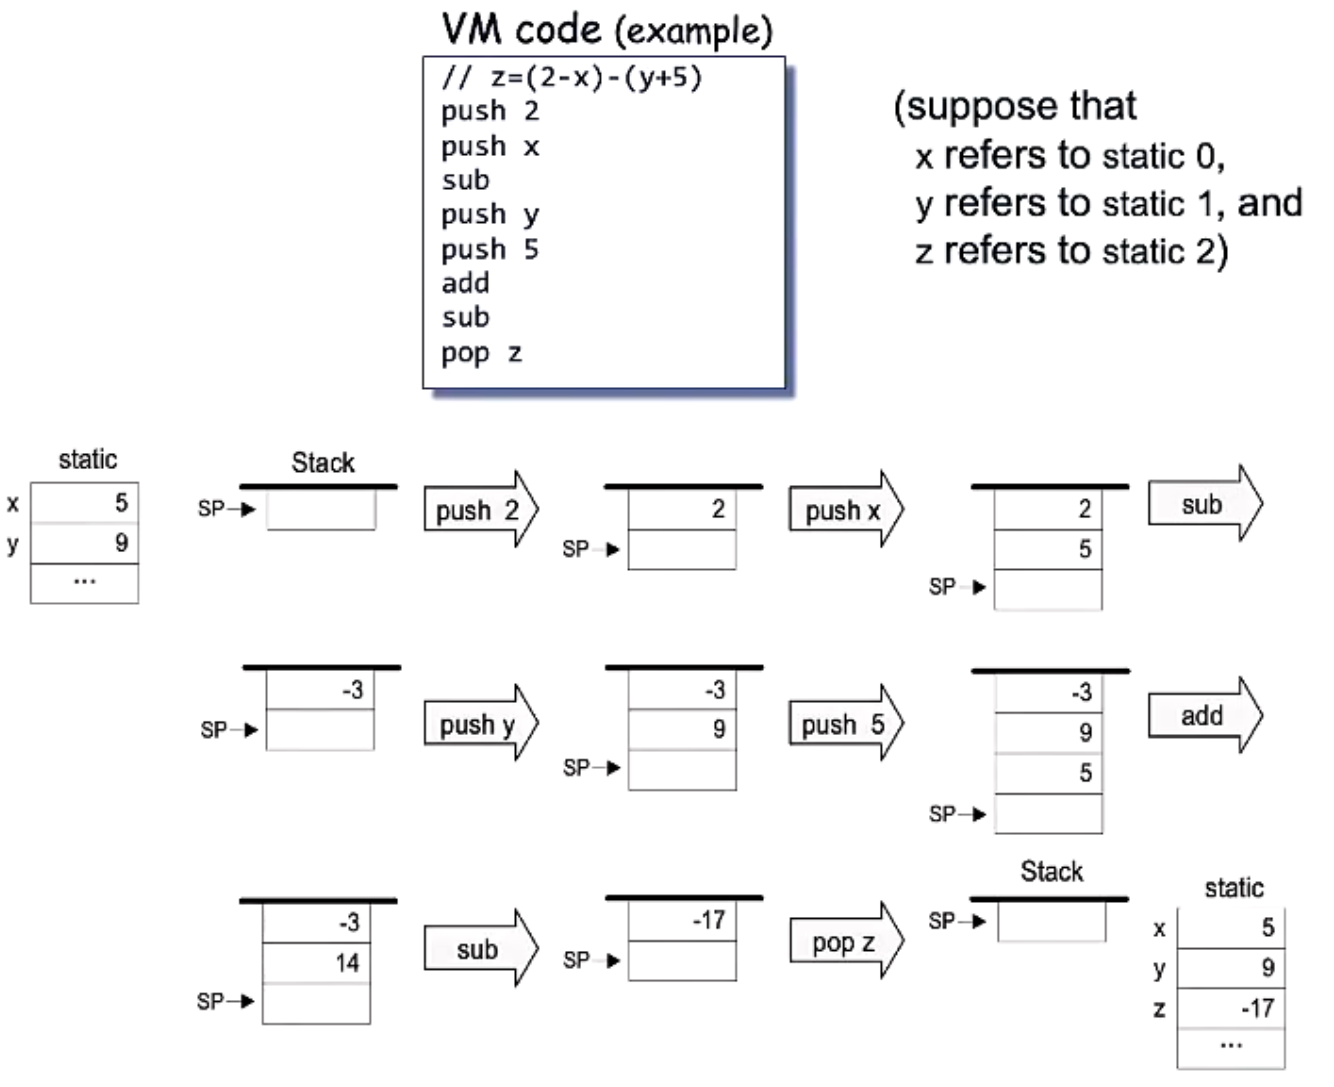 VM code (example)
// z=(2-x)-(y+5)
push 2
push x
sub
push y
push 5
add
sub
pop z
(suppose that
x refers to static 0,
y refers to static 1, and
z refers to static 2)
static
x 5
y 9
...
Stack
SP
push 2
2
SP
push x
2
5
SP
sub
-3
SP
push y
-3
9
SP
push 5
-3
9
5
SP
add
-3
14
SP
sub
-17
SP
pop z
Stack
SP
static
x 5
y 9
z -17
...